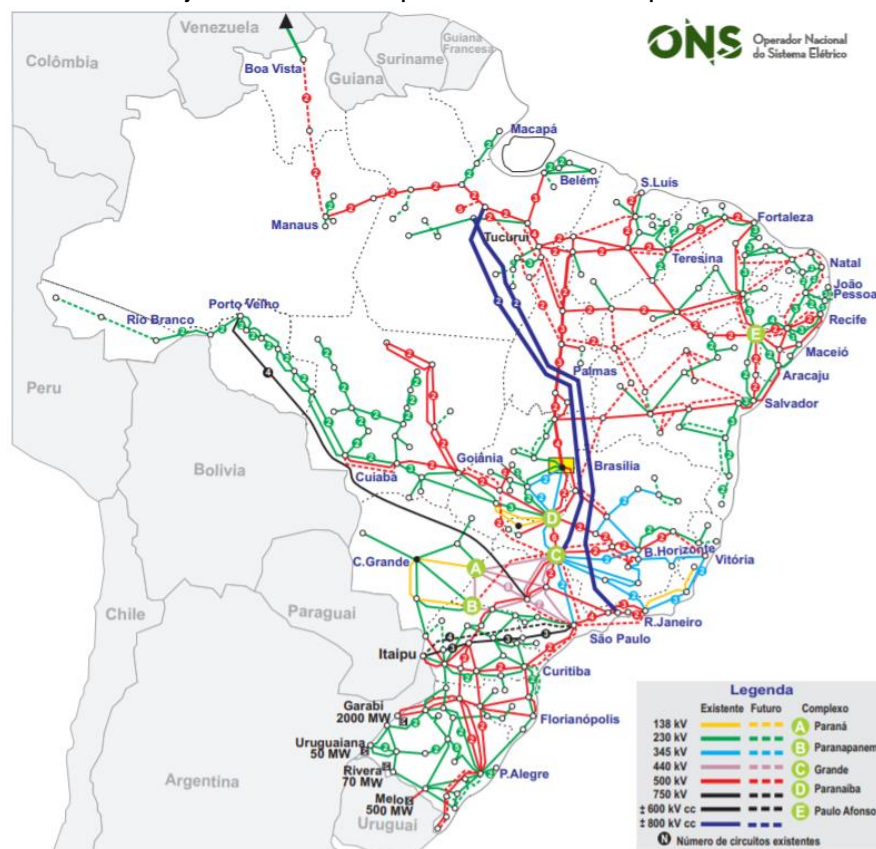 Venezuela
Guiana
Francesa
Suriname
Colômbia
Guiana
Boa Vista
ONS
Operador Nacional
do Sistema Elétrico
Macapá
Belém
S.Luís
Fortaleza
Manaus
Tucuruí
Teresina
Natal
João
Pessoa
Porto Velho
Rio Branco
Recife
E
Maceió
Palmas
Aracaju
Salvador
Peru
Goiânia
Brasília
Cuiabá
Bolivia
D
C
B.Horizonte
Vitória
C.Grande
A
B
Chile
Paraguai
R.Janeiro
São Paulo
Itaipu
Curitiba
Garabi
2000 MW
Florianópolis
Uruguaiana
50 MW
Rivera
70 MW
P.Alegre
Melo
500 MW
Argentina
Uruguai
Legenda
Existente Futuro Complexo
138 kV A Paraná
230 kV
345 kV B Paranapanem
440 kV C Grande
500 kV
750 kV D Paranaiba
± 600 kV cc
± 800 kV cc E Paulo Afonso
N Número de circuitos existentes